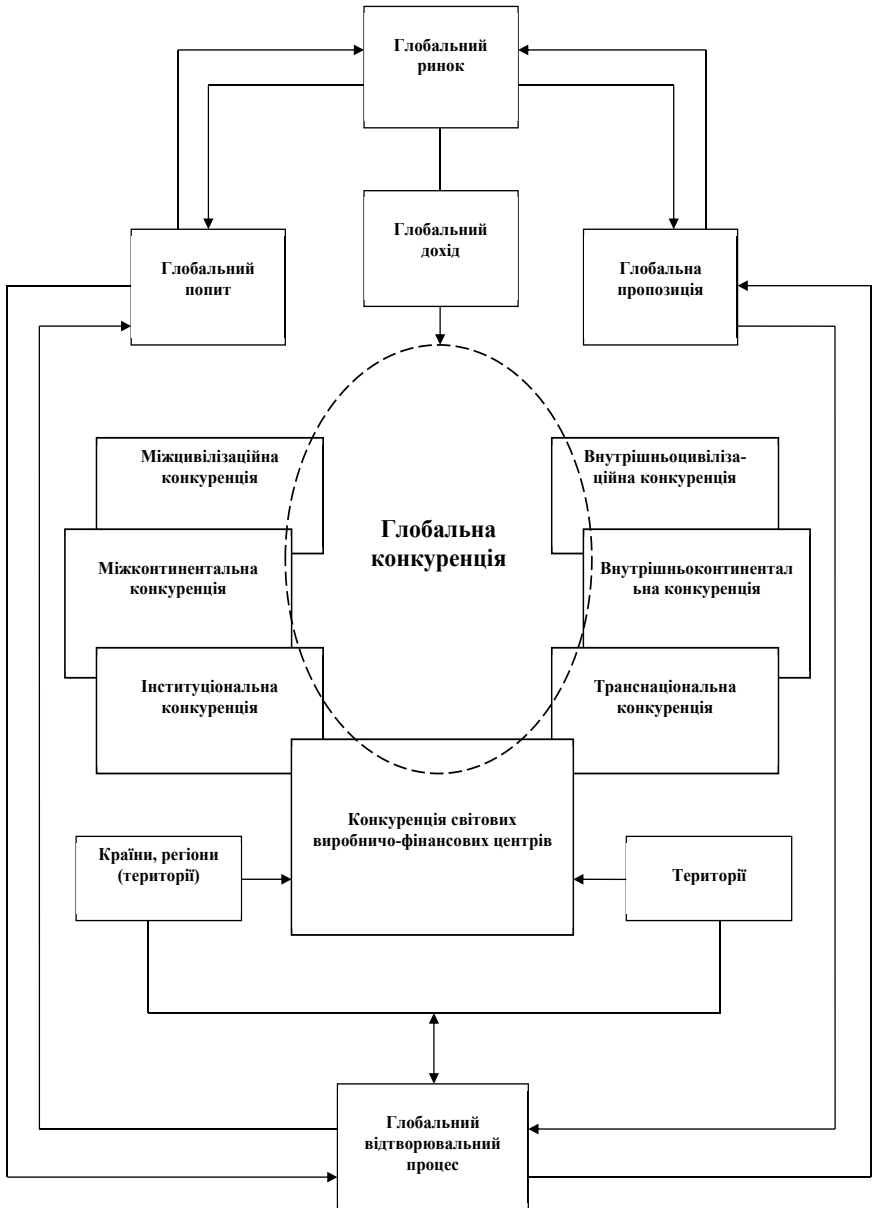 Глобальний
ринок
Глобальний
дохід
Глобальний
попит
Глобальна
пропозиція
Міжцивілізаційна
конкуренція
Внутрішньоцивіліза-
ційна конкуренція
Глобальна
конкуренція
Міжконтинентальна
конкуренція
Внутрішньоконтинентал
ьна конкуренція
Інституціональна
конкуренція
Транснаціональна
конкуренція
Конкуренція світових
виробничо-фінансових центрів
Країни, регіони
(території)
Території
Глобальний
відтворювальний
процес